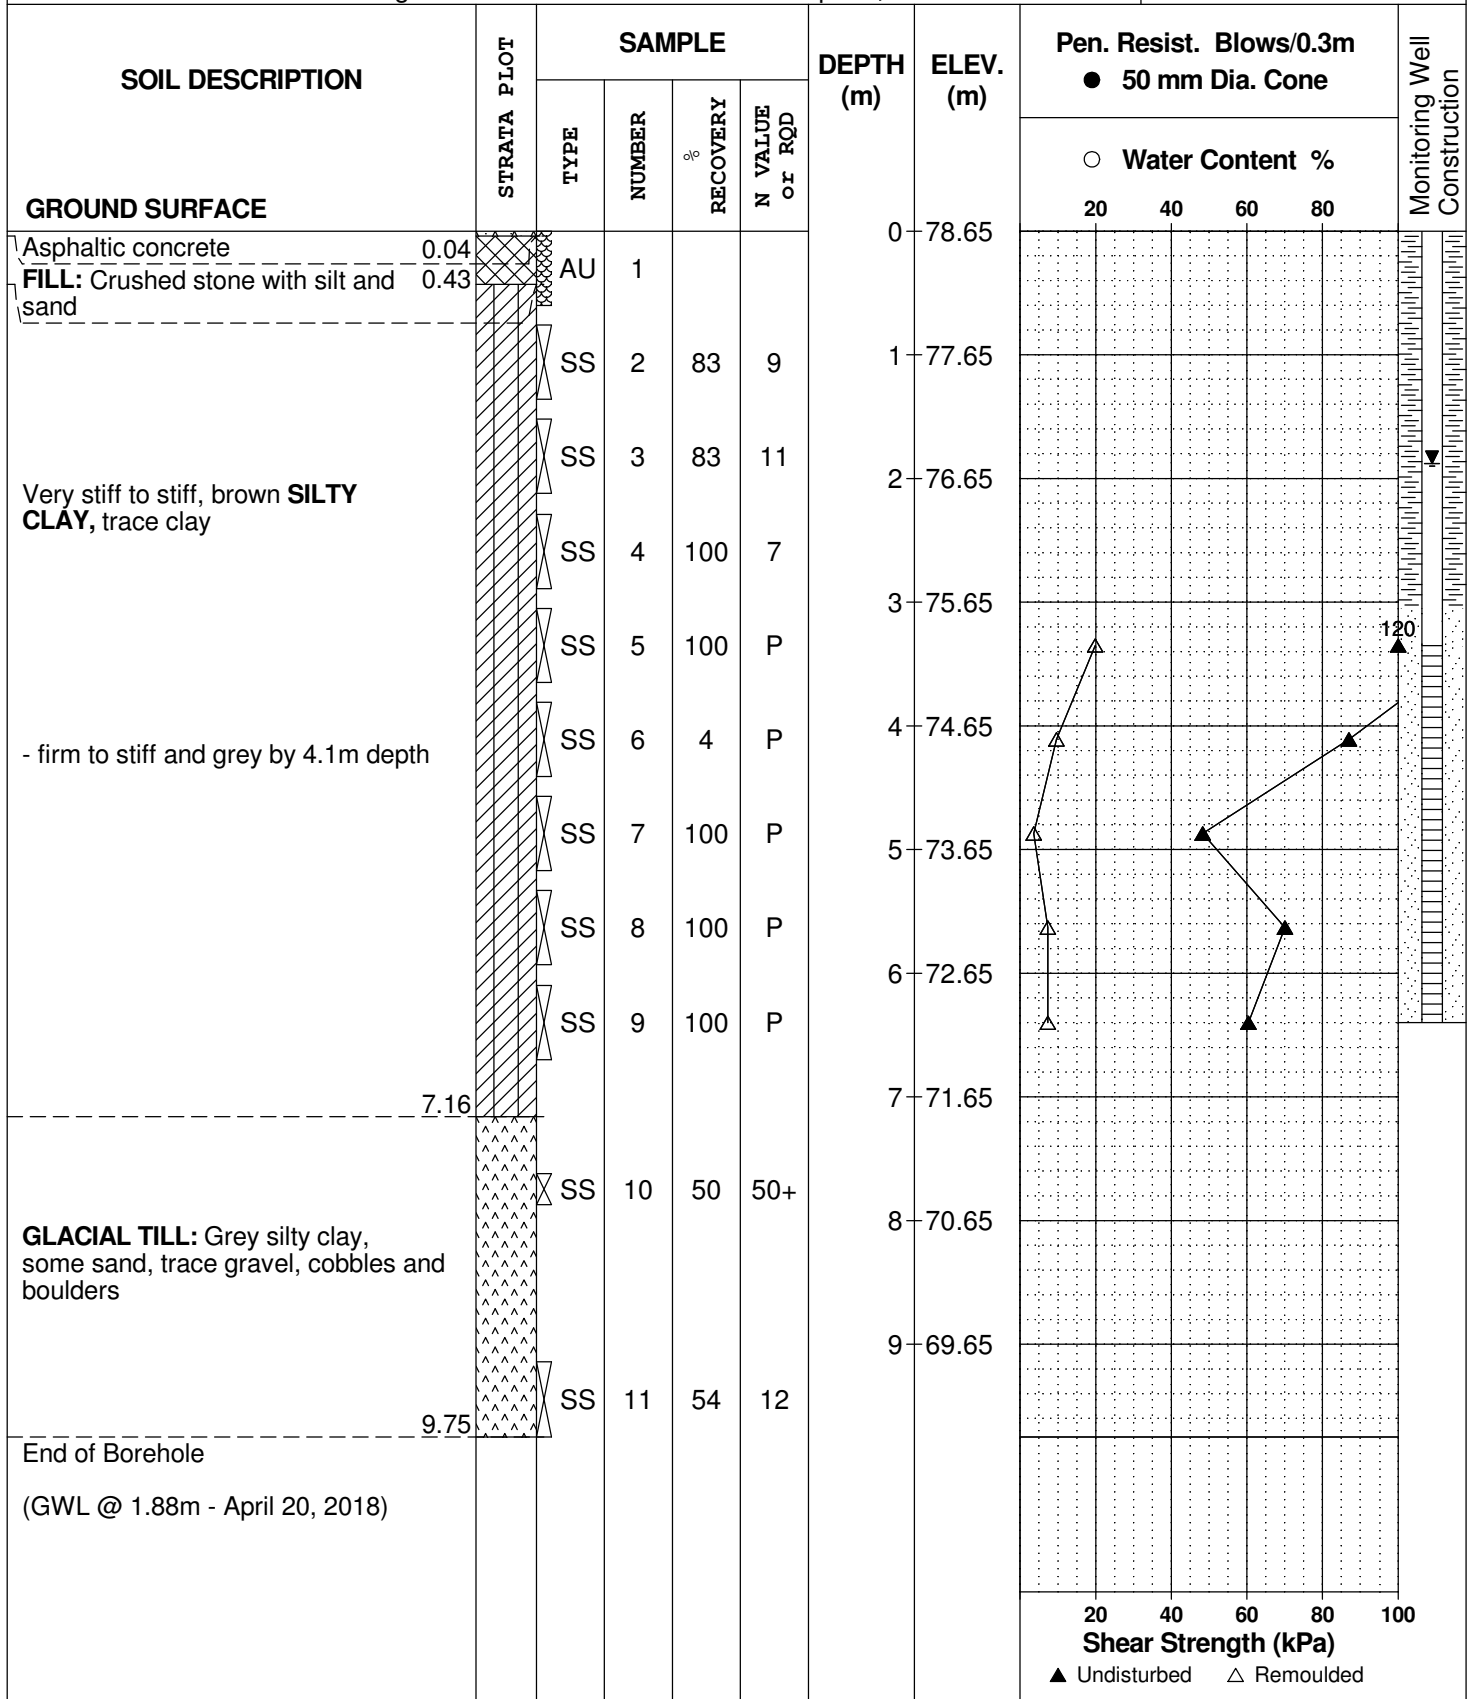 SOIL DESCRIPTION
GROUND SURFACE
STRATA PLOT
SAMPLE
TYPE
NUMBER
% RECOVERY
N VALUE or RQD
DEPTH (m)
ELEV. (m)
Pen. Resist. Blows/0.3m
● 50 mm Dia. Cone
○ Water Content %
20 40 60 80
Monitoring Well
Construction
0 78.65
Asphaltic concrete 0.04
FILL: Crushed stone with silt and 0.43
sand
AU 1
SS 2 83 9
1 77.65
SS 3 83 11
2 76.65
Very stiff to stiff, brown SILTY
CLAY, trace clay
SS 4 100 7
3 75.65
120
SS 5 100 P
4 74.65
SS 6 4 P
- firm to stiff and grey by 4.1m depth
SS 7 100 P
5 73.65
SS 8 100 P
6 72.65
SS 9 100 P
7 71.65
7.16
SS 10 50 50+
8 70.65
GLACIAL TILL: Grey silty clay,
some sand, trace gravel, cobbles and
boulders
9 69.65
SS 11 54 12
9.75
End of Borehole
(GWL @ 1.88m - April 20, 2018)
20 40 60 80 100
Shear Strength (kPa)
▲ Undisturbed △ Remoulded